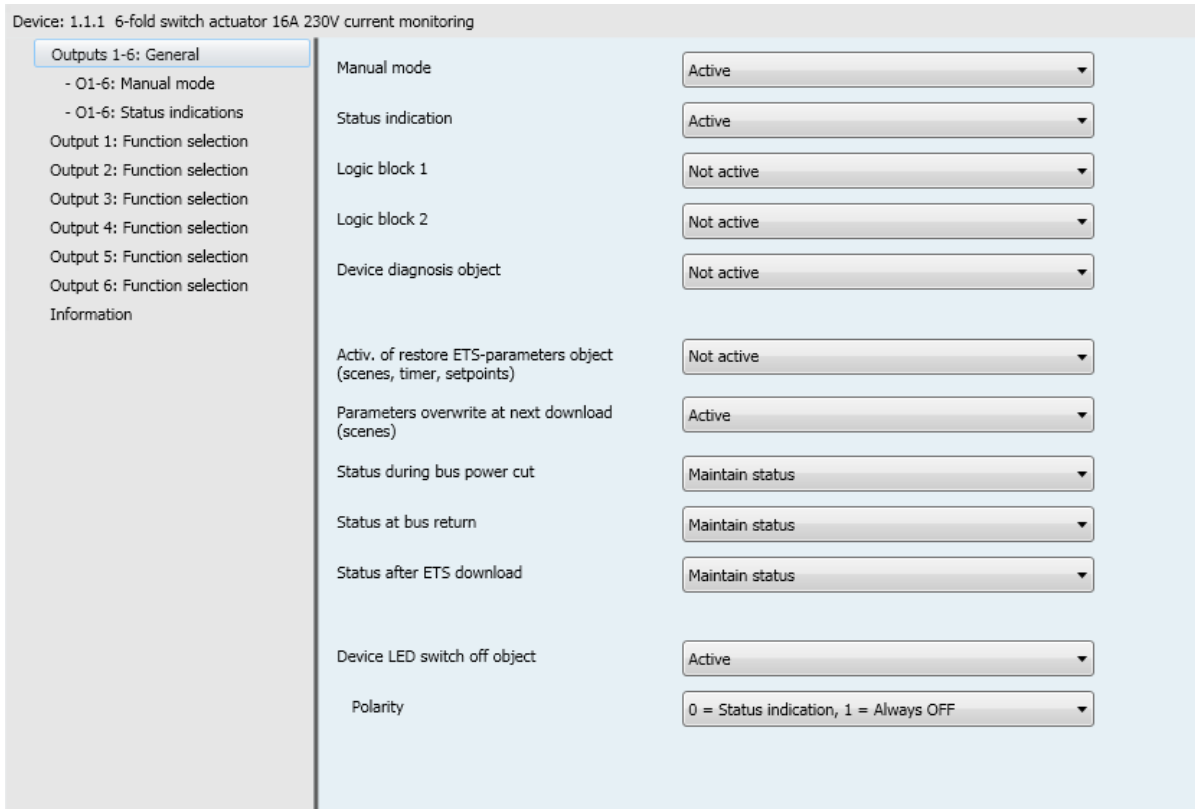 Device: 1.1.1 6-fold switch actuator 16A 230V current monitoring
Outputs 1-6: General
- O1-6: Manual mode
- O1-6: Status indications
Output 1: Function selection
Output 2: Function selection
Output 3: Function selection
Output 4: Function selection
Output 5: Function selection
Output 6: Function selection
Information
Manual mode Active
Status indication Active
Logic block 1 Not active
Logic block 2 Not active
Device diagnosis object Not active
Activ. of restore ETS-parameters object Not active
(scenes, timer, setpoints)
Parameters overwrite at next download Active
(scenes)
Status during bus power cut Maintain status
Status at bus return Maintain status
Status after ETS download Maintain status
Device LED switch off object Active
Polarity 0 = Status indication, 1 = Always OFF